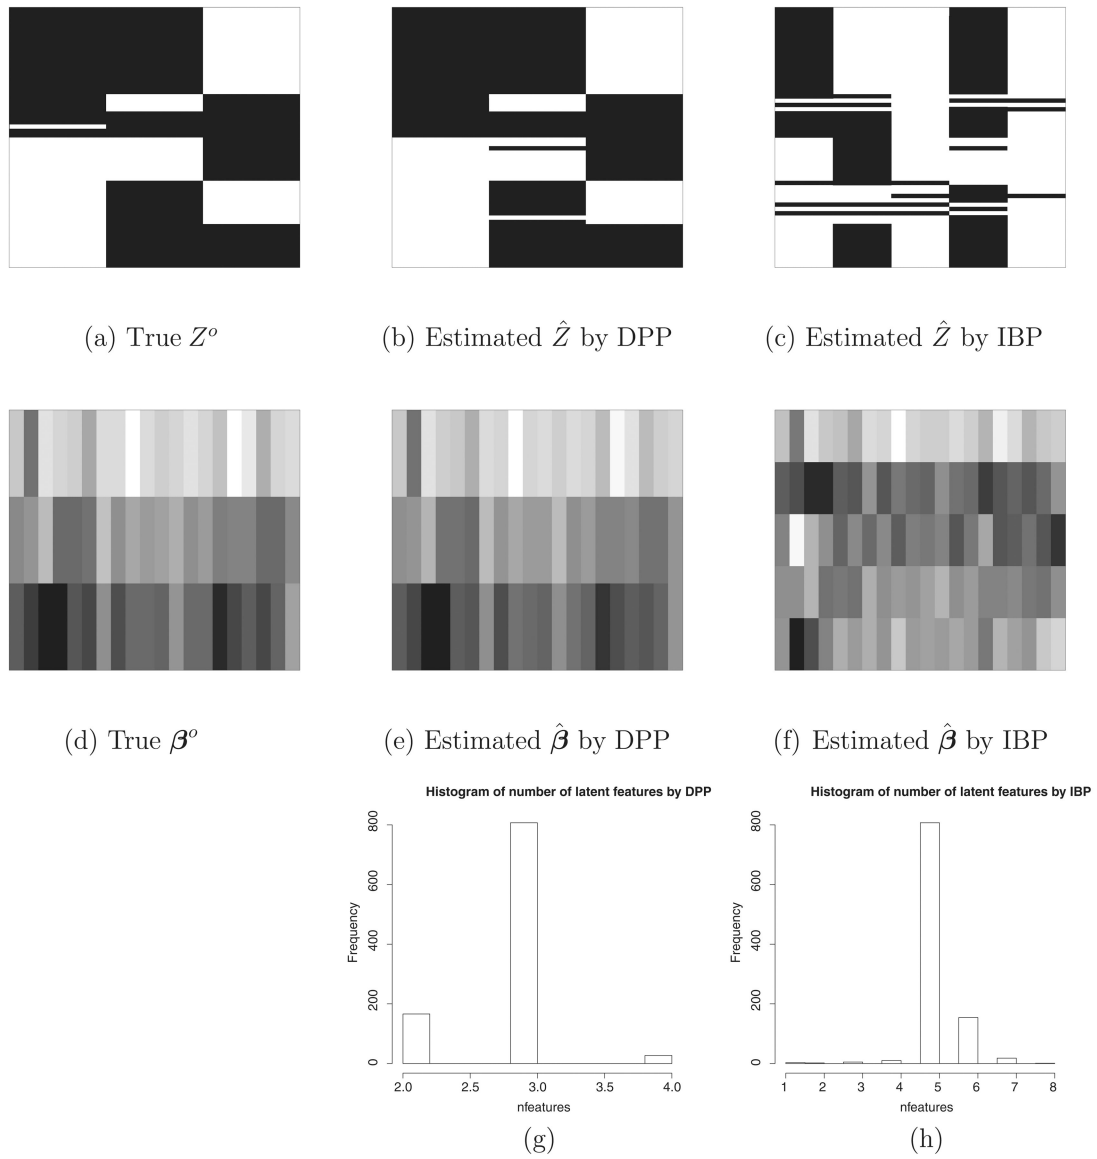 (a) True Zᵒ
(b) Estimated Ẑ by DPP
(c) Estimated Ẑ by IBP
(d) True βᵒ
(e) Estimated β̂ by DPP
(f) Estimated β̂ by IBP
Histogram of number of latent features by DPP
Frequency
0 200 400 600 800
2.0 2.5 3.0 3.5 4.0
nfeatures
(g)
Histogram of number of latent features by IBP
Frequency
0 200 400 600 800
1 2 3 4 5 6 7 8
nfeatures
(h)